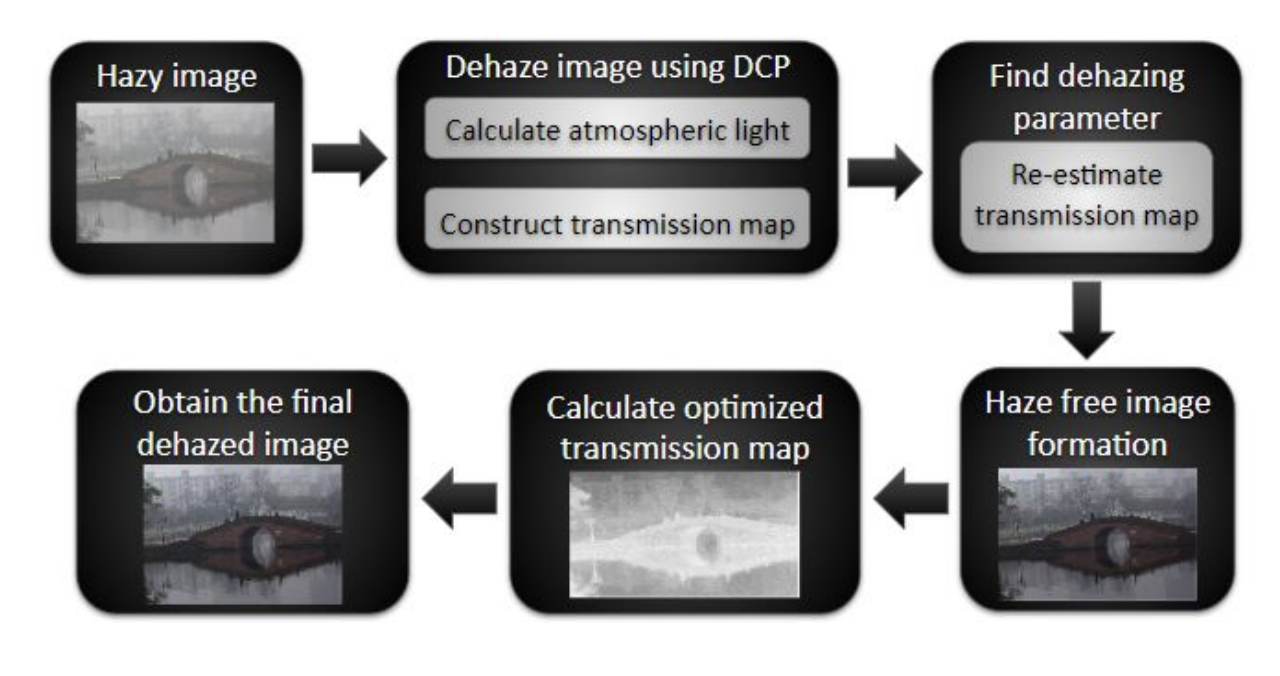 Hazy image
Dehaze image using DCP
Calculate atmospheric light
Construct transmission map
Find dehazing
parameter
Re-estimate
transmission map
Haze free image
formation
Calculate optimized
transmission map
Obtain the final
dehazed image